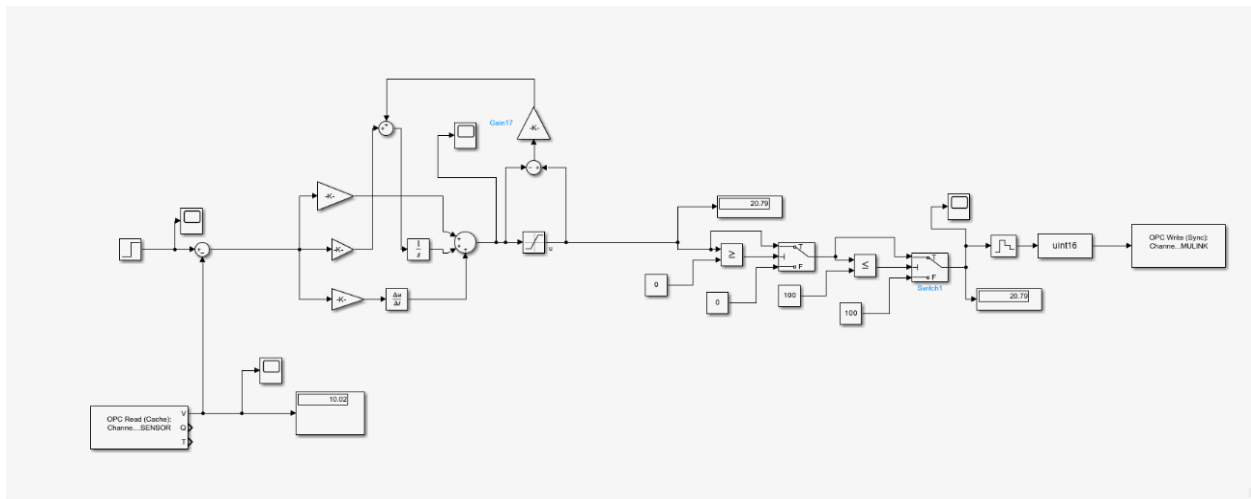 Gain17
-K-
-K-
-K-
-K-
1
s
Δu
Δt
u
20.79
≥
T
F
0
0
≤
100
100
T
F
Switch1
20.79
uint16
OPC Write (Sync):
Channe...MULINK
OPC Read (Cache):
Channe....SENSOR
V
Q
T
10.02